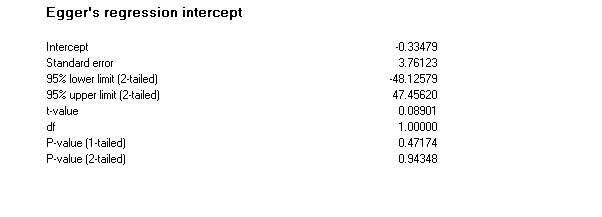 Egger's regression intercept
Intercept -0.33479
Standard error 3.76123
95% lower limit (2-tailed) -48.12579
95% upper limit (2-tailed) 47.45620
t-value 0.08901
df 1.00000
P-value (1-tailed) 0.47174
P-value (2-tailed) 0.94348